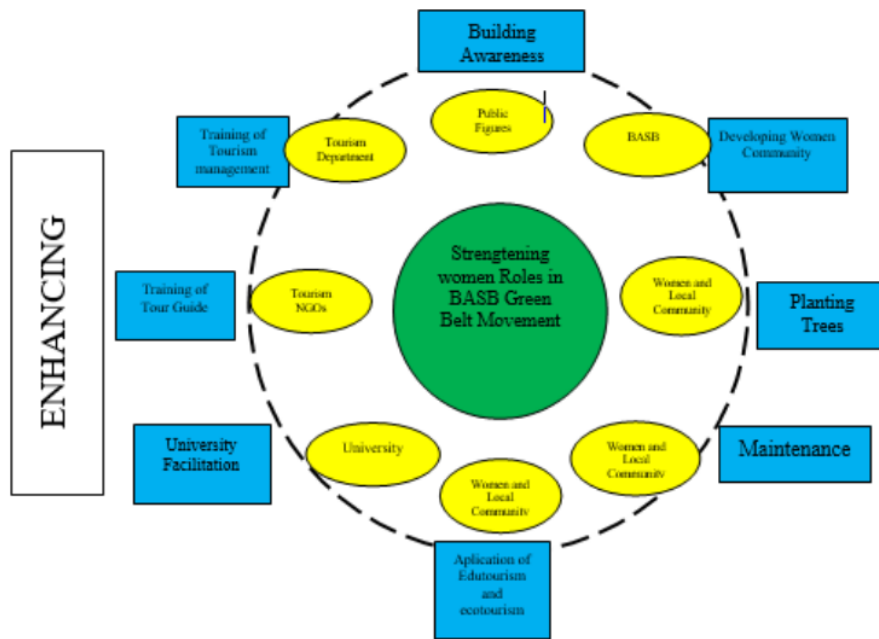 Building
Awareness
Public
Figures
Training of
Tourism
management
Tourism
Department
BASB
Developing Women
Community
ENHANCING
Strengtening
women Roles in
BASB Green
Belt Movement
Training of
Tour Guide
Tourism
NGOs
Women and
Local
Community
Planting
Trees
University
Facilitation
University
Women and
Local
Community
Women and
Local
Community
Maintenance
Aplication of
Edutourism
and
ecotourism